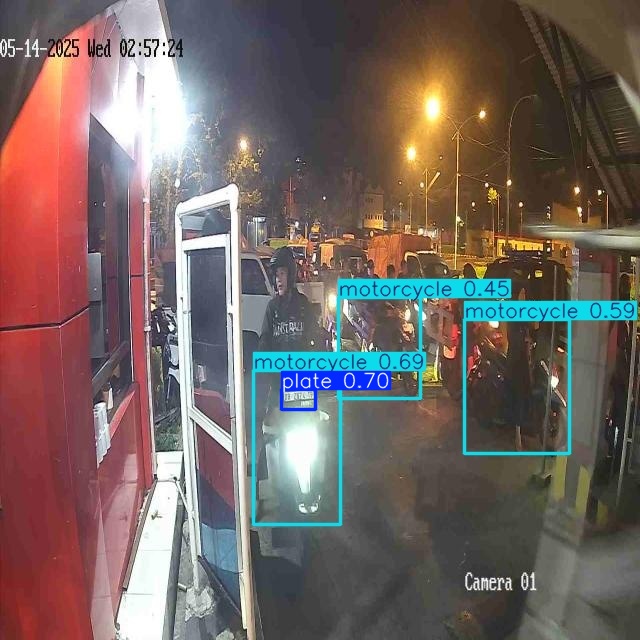 05-14-2025 Wed 02:57:24
motorcycle 0.45
motorcycle 0.59
motorcycle 0.69
plate 0.70
Camera 01